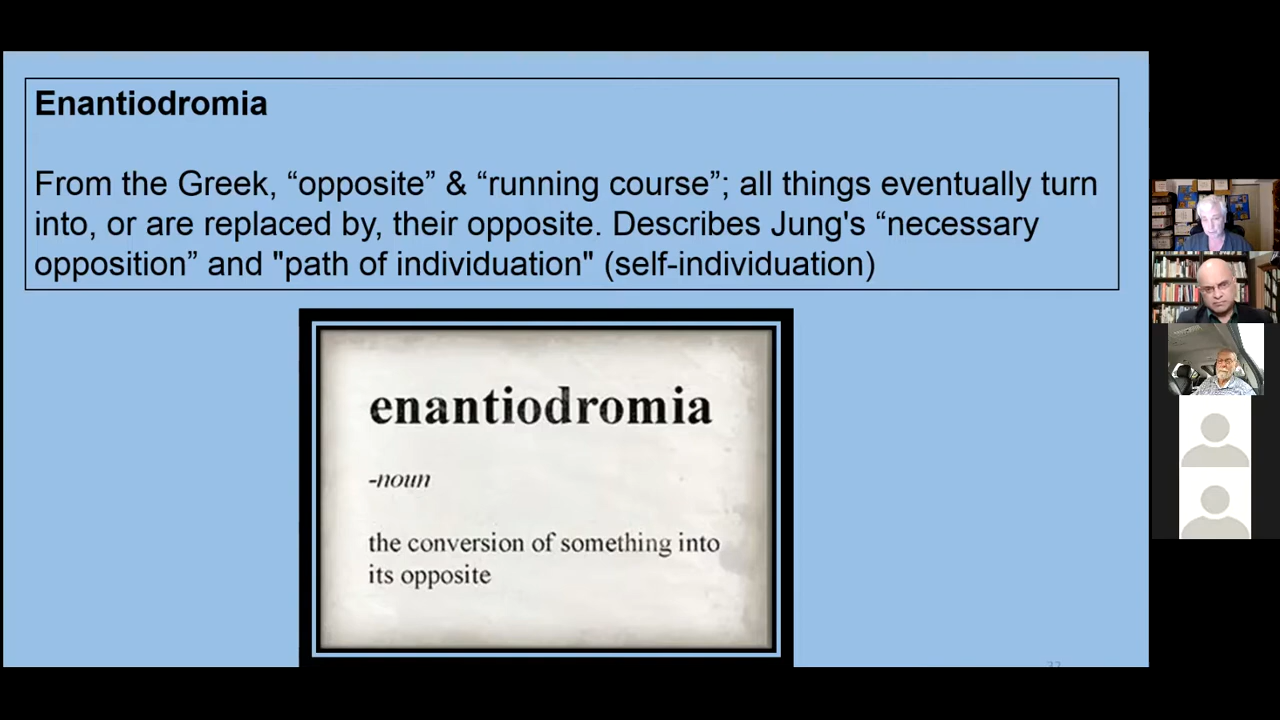 Enantiodromia
From the Greek, “opposite” & “running course”; all things eventually turn
into, or are replaced by, their opposite. Describes Jung's “necessary
opposition” and "path of individuation" (self-individuation)
enantiodromia
-noun
the conversion of something into
its opposite